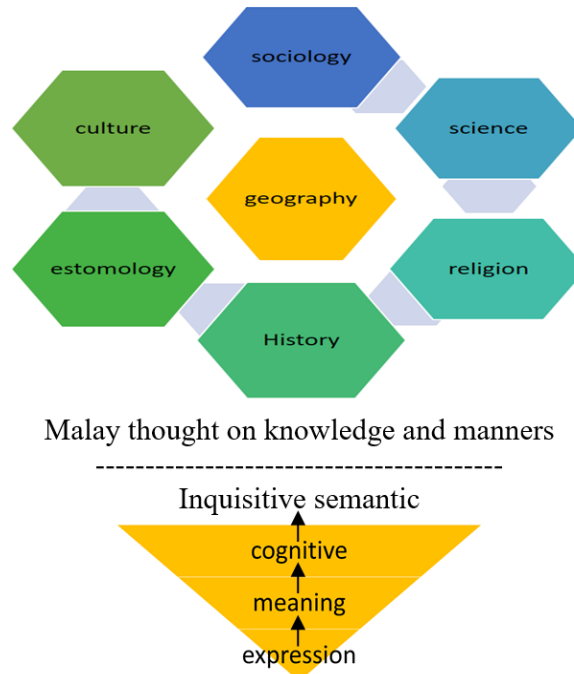 sociology
culture
science
geography
estomology
religion
History
Malay thought on knowledge and manners
Inquisitive semantic
cognitive
meaning
expression